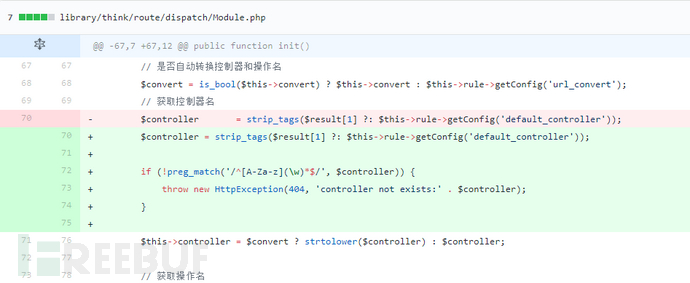 7 library/think/route/dispatch/Module.php
@@ -67,7 +67,12 @@ public function init()
67 67 // 是否自动转换控制器和操作名
68 68 $convert = is_bool($this->convert) ? $this->convert : $this->rule->getConfig('url_convert');
69 69 // 获取控制器名
70 - $controller = strip_tags($result[1] ?: $this->rule->getConfig('default_controller'));
70 + $controller = strip_tags($result[1] ?: $this->rule->getConfig('default_controller'));
71 +
72 + if (!preg_match('/^[A-Za-z](\w)*$/', $controller)) {
73 + throw new HttpException(404, 'controller not exists:' . $controller);
74 + }
75 +
71 76 $this->controller = $convert ? strtolower($controller) : $controller;
72 77
73 78 // 获取操作名
FREEBUF